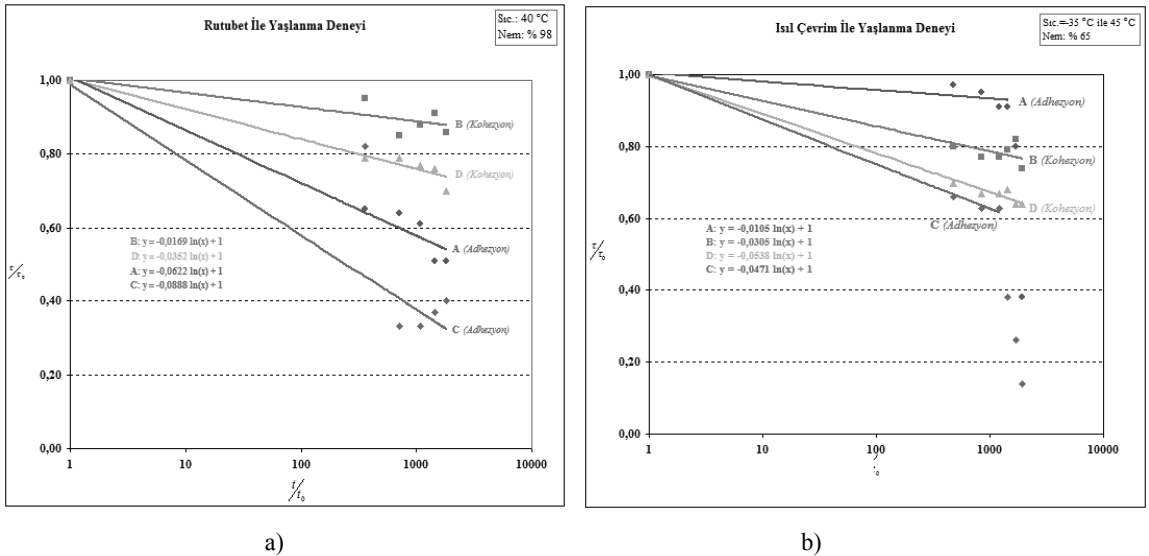 Rutubet İle Yaşlanma Deneyi
Sıc.: 40 °C
Nem: % 98
1,00
0,80
0,60
0,40
0,20
0,00
τ/τ₀
B (Kohezyon)
D (Kohezyon)
A (Adhezyon)
C (Adhezyon)
B: y = -0,0169 ln(x) + 1
D: y = -0,0352 ln(x) + 1
A: y = -0,0622 ln(x) + 1
C: y = -0,0888 ln(x) + 1
1
10
100
1000
10000
t/t₀
a)
Isıl Çevrim İle Yaşlanma Deneyi
Sıc.=-35 °C ile 45 °C
Nem: % 65
1,00
0,80
0,60
0,40
0,20
0,00
τ/τ₀
A (Adhezyon)
B (Kohezyon)
D (Kohezyon)
C (Adhezyon)
A: y = -0,0105 ln(x) + 1
B: y = -0,0305 ln(x) + 1
D: y = -0,0538 ln(x) + 1
C: y = -0,0471 ln(x) + 1
1
10
100
1000
10000
b)